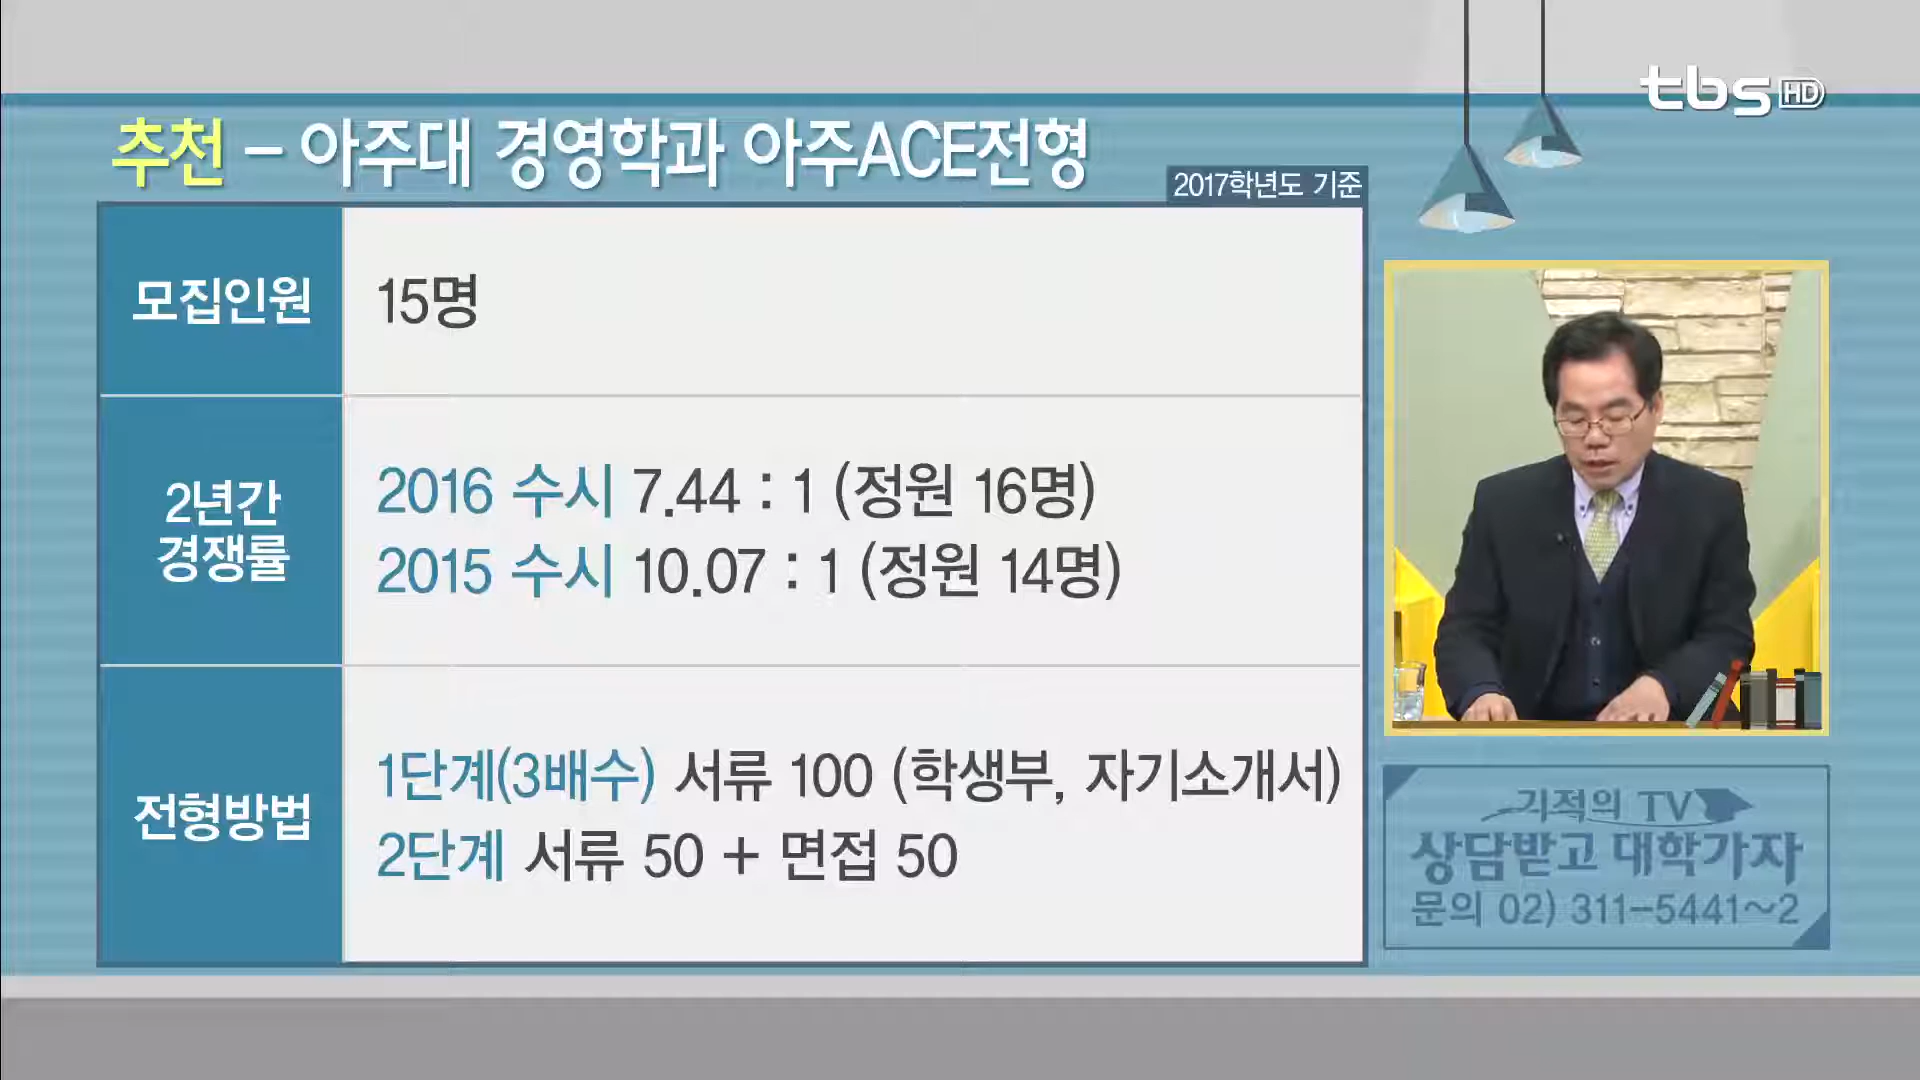 tbs HD
추천 - 아주대 경영학과 아주ACE전형
2017학년도 기준
모집인원
15명
2년간
경쟁률
2016 수시 7.44 : 1 (정원 16명)
2015 수시 10.07 : 1 (정원 14명)
전형방법
1단계(3배수) 서류 100 (학생부, 자기소개서)
2단계 서류 50 + 면접 50
기적의 TV
상담받고 대학가자
문의 02) 311-5441~2